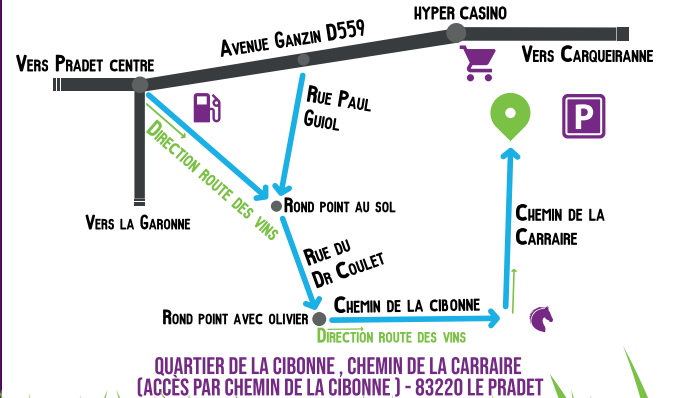 HYPER CASINO
AVENUE GANZIN D559
VERS PRADET CENTRE
VERS CARQUEIRANNE
RUE PAUL
GUIOL
P
DIRECTION ROUTE DES VINS
ROND POINT AU SOL
VERS LA GARONNE
CHEMIN DE LA
CARRAIRE
RUE DU
DR COULET
CHEMIN DE LA CIBONNE
ROND POINT AVEC OLIVIER
DIRECTION ROUTE DES VINS
QUARTIER DE LA CIBONNE , CHEMIN DE LA CARRAIRE
(ACCÈS PAR CHEMIN DE LA CIBONNE ) - 83220 LE PRADET